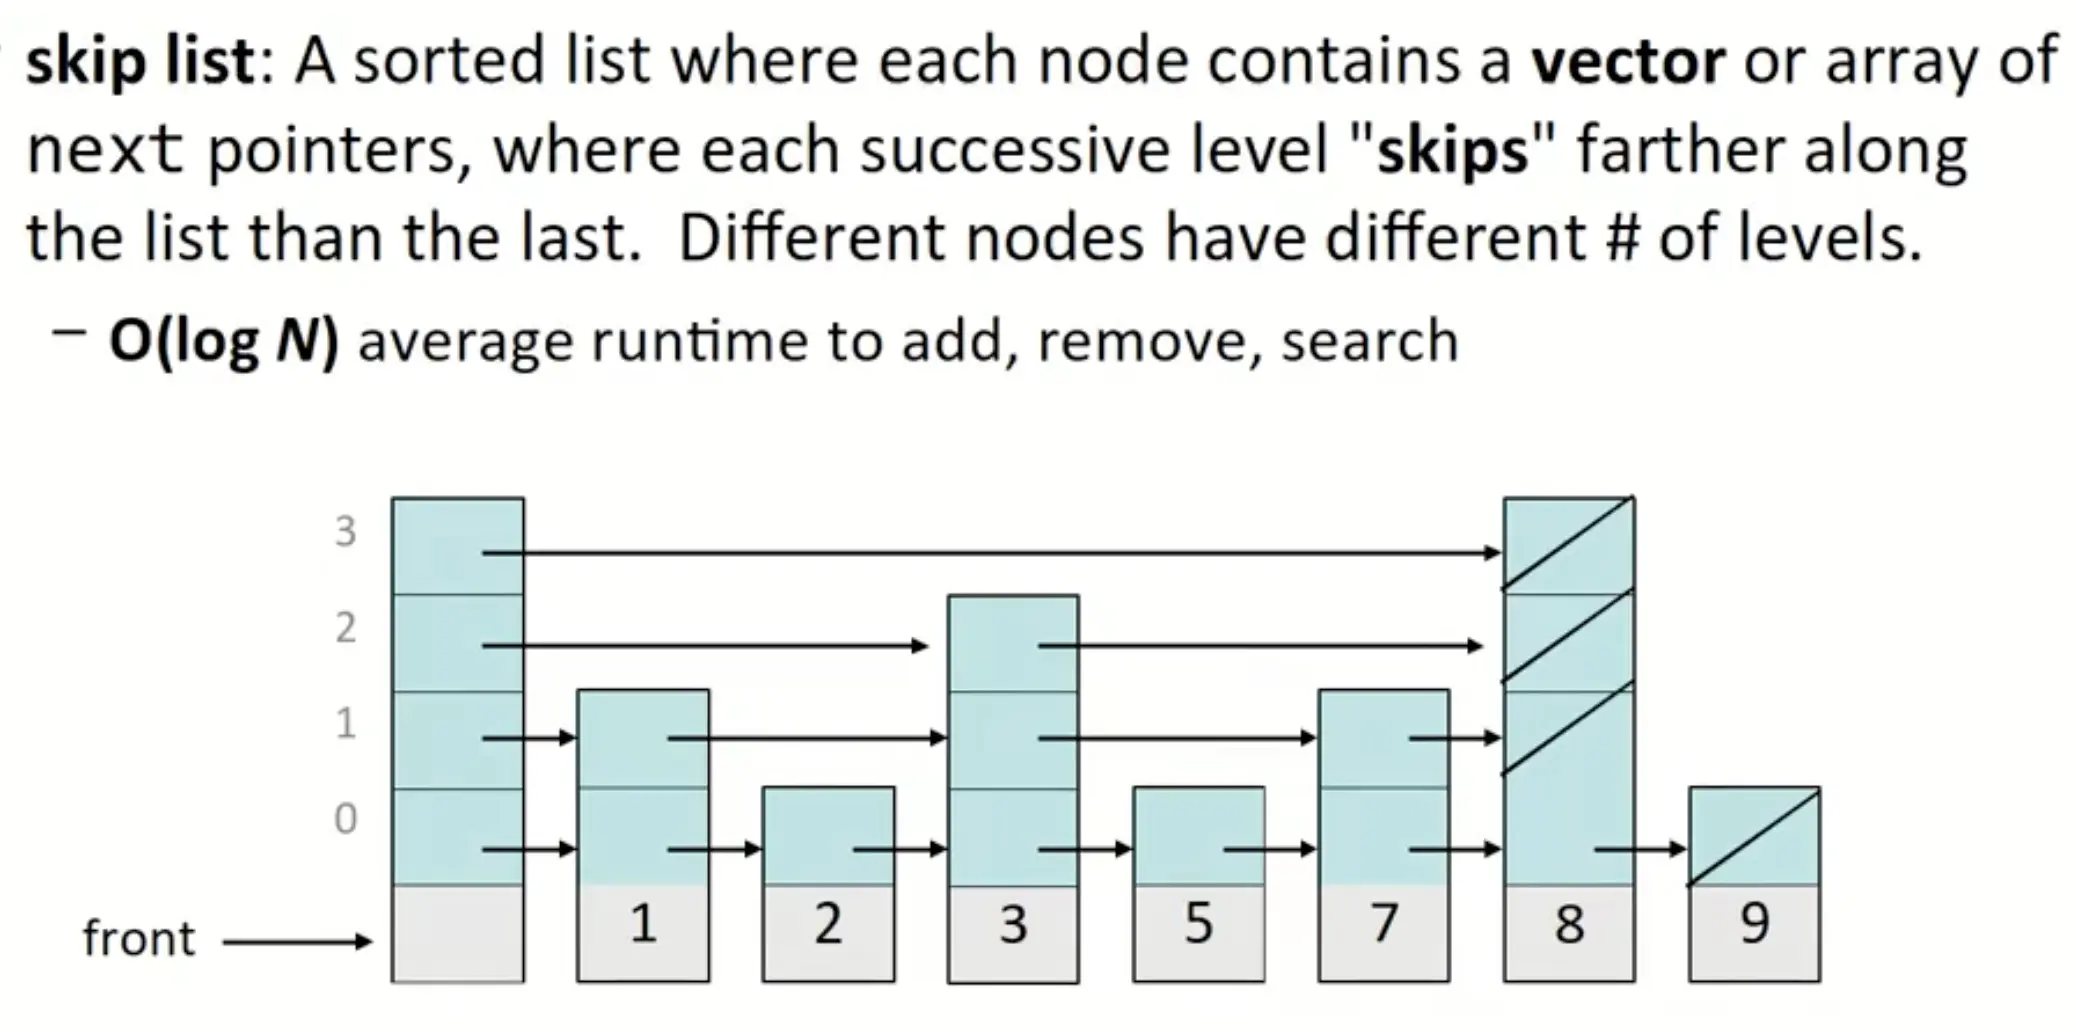 skip list: A sorted list where each node contains a vector or array of
next pointers, where each successive level "skips" farther along
the list than the last. Different nodes have different # of levels.
– O(log N) average runtime to add, remove, search
3
2
1
0
front
1 2 3 5 7 8 9